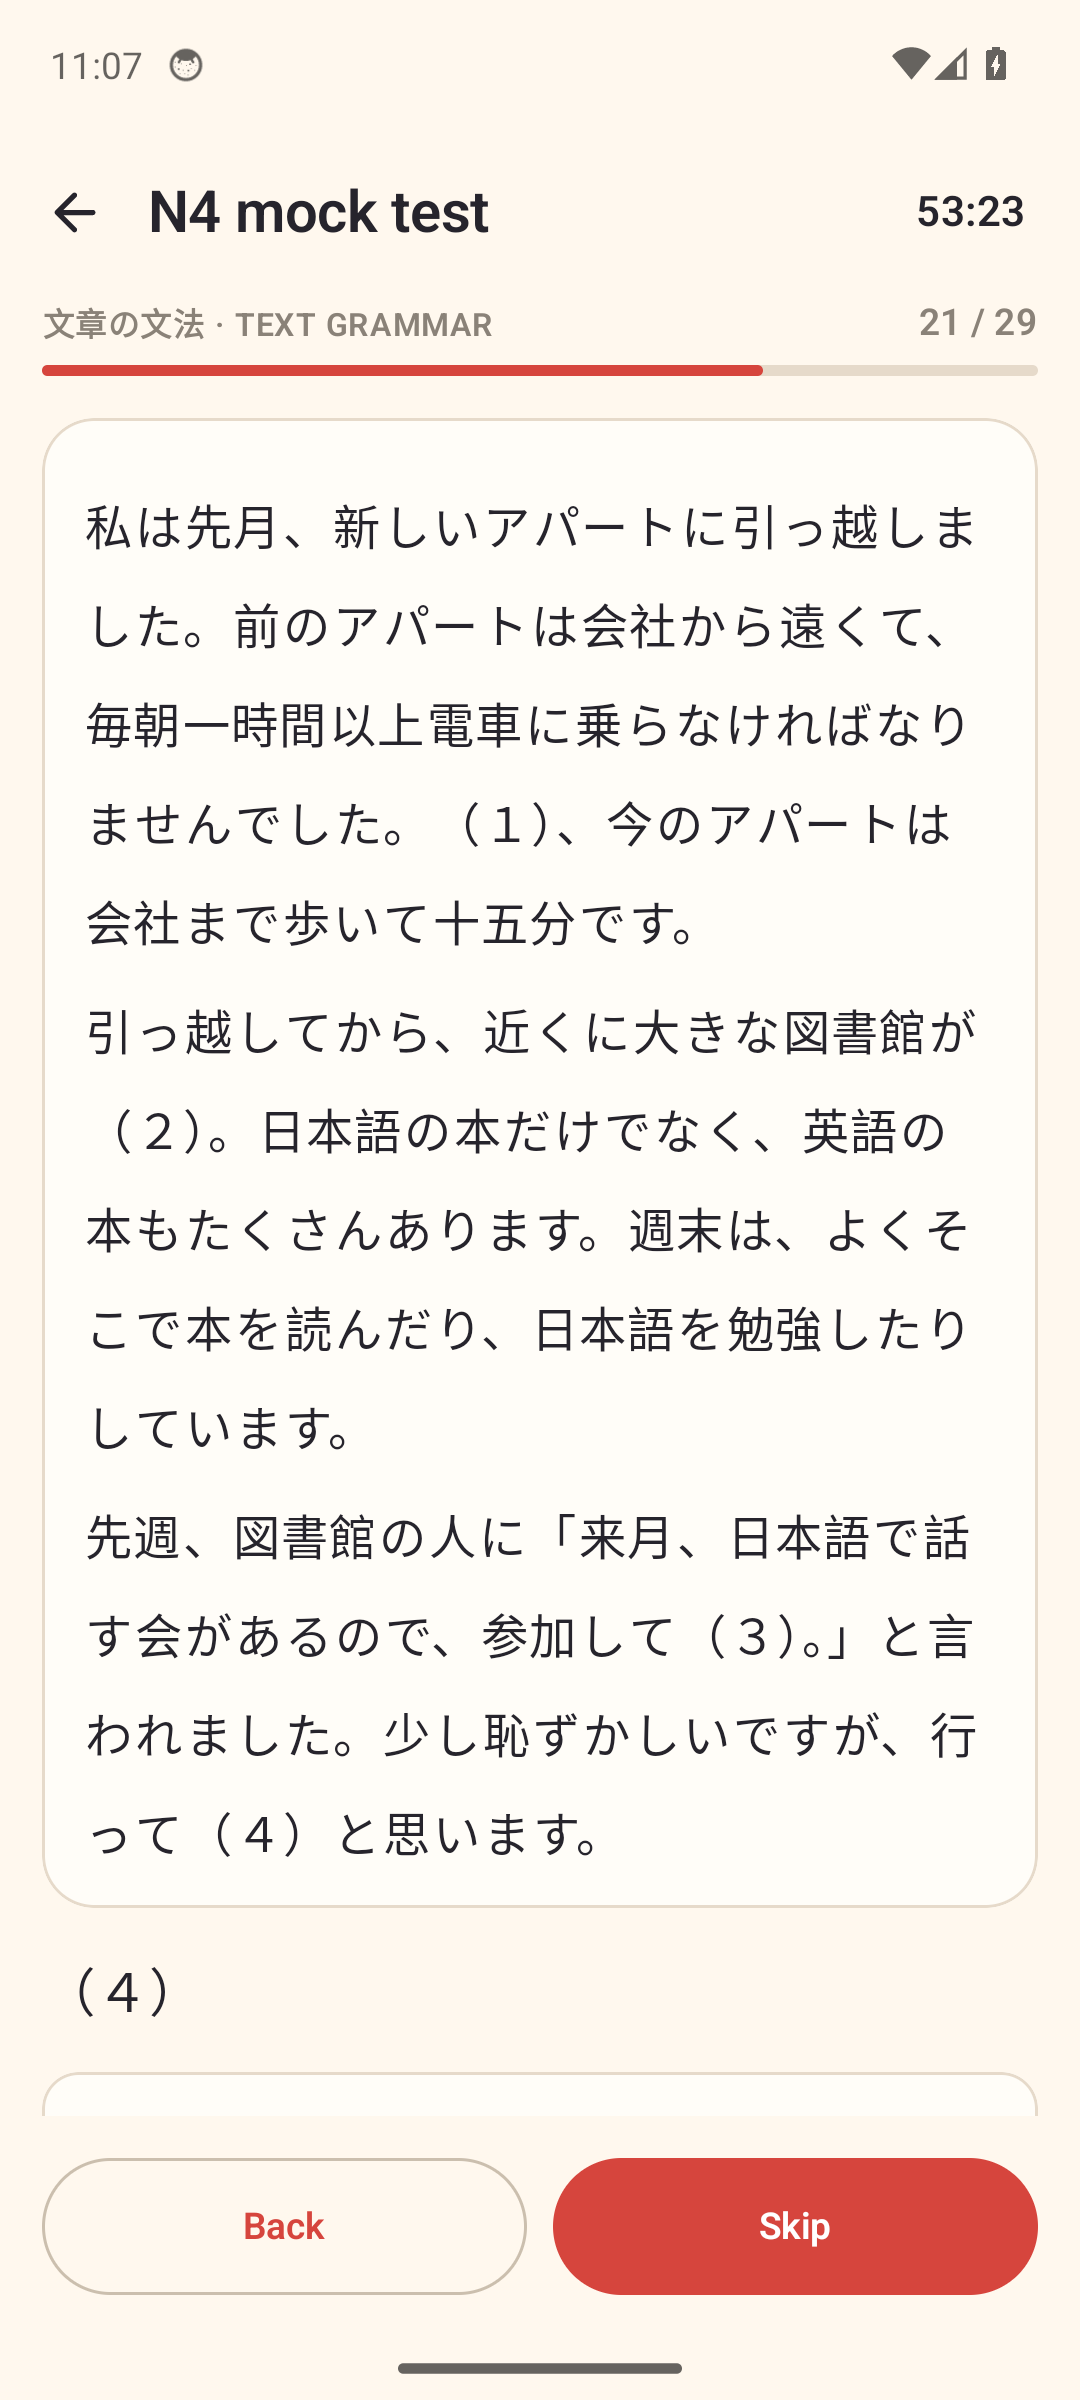 11:07
N4 mock test
53:23
文章の文法 · TEXT GRAMMAR
21 / 29
私は先月、新しいアパートに引っ越しま
した。前のアパートは会社から遠くて、
毎朝一時間以上電車に乗らなければなり
ませんでした。（１）、今のアパートは
会社まで歩いて十五分です。
引っ越してから、近くに大きな図書館が
（２）。日本語の本だけでなく、英語の
本もたくさんあります。週末は、よくそ
こで本を読んだり、日本語を勉強したり
しています。
先週、図書館の人に「来月、日本語で話
す会があるので、参加して（３）。」と言
われました。少し恥ずかしいですが、行
って（４）と思います。
（４）
Back
Skip